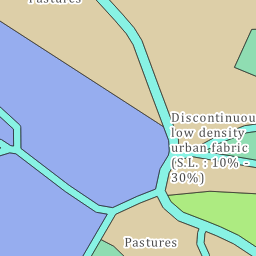 Pastures
Discontinuou
low density
urban fabric
(S.L. : 10% -
30%)
Pastures